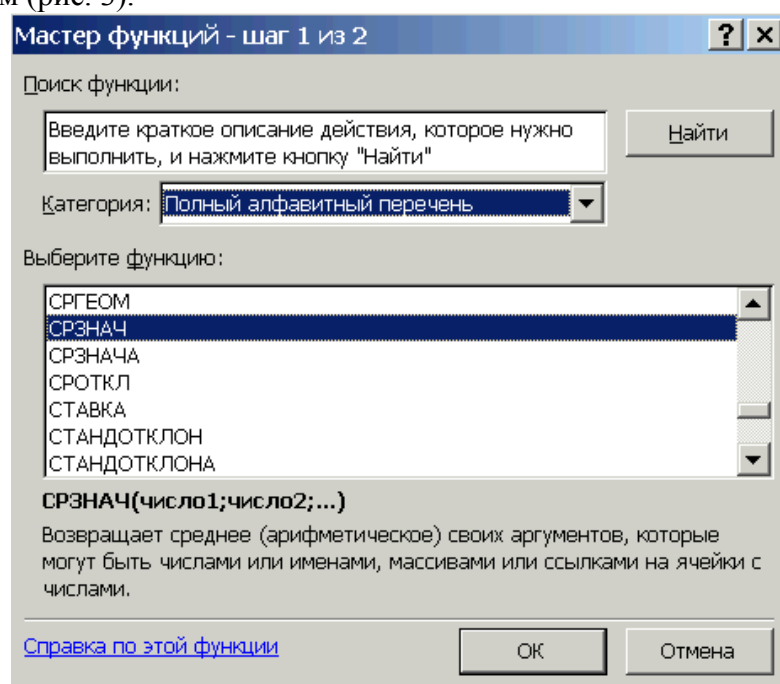 м (рис. 3).
Мастер функций - шаг 1 из 2
Поиск функции:
Введите краткое описание действия, которое нужно
выполнить, и нажмите кнопку "Найти"
Найти
Категория: Полный алфавитный перечень
Выберите функцию:
СРГЕОМ
СРЗНАЧ
СРЗНАЧА
СРОТКЛ
СТАВКА
СТАНДОТКЛОН
СТАНДОТКЛОНА
СРЗНАЧ(число1;число2;...)
Возвращает среднее (арифметическое) своих аргументов, которые
могут быть числами или именами, массивами или ссылками на ячейки с
числами.
Справка по этой функции
ОК
Отмена